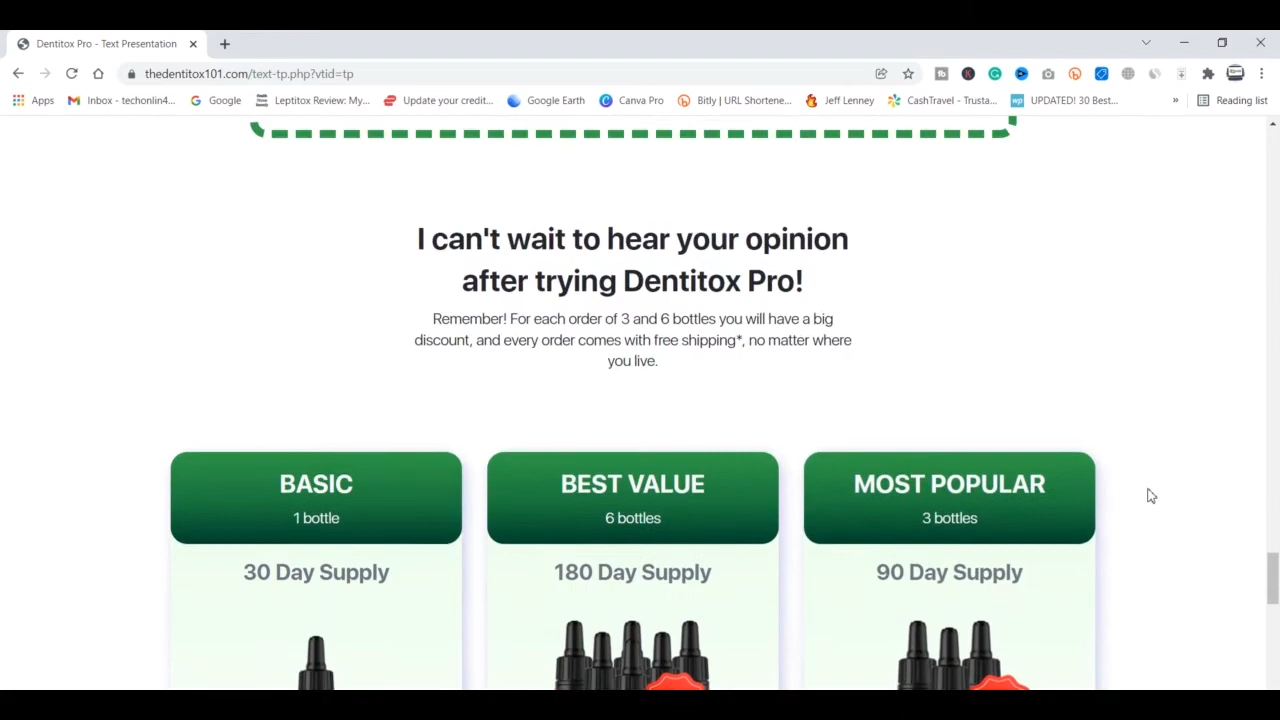 Dentitox Pro - Text Presentation
thedentitox101.com/text-tp.php?vtid=tp
Apps Inbox - techonlin4... Google Leptitox Review: My... Update your credit... Google Earth Canva Pro Bitly | URL Shortene... Jeff Lenney CashTravel - Trusta... UPDATED! 30 Best... » Reading list
I can't wait to hear your opinion
after trying Dentitox Pro!
Remember! For each order of 3 and 6 bottles you will have a big
discount, and every order comes with free shipping*, no matter where
you live.
BASIC
1 bottle
30 Day Supply
BEST VALUE
6 bottles
180 Day Supply
MOST POPULAR
3 bottles
90 Day Supply